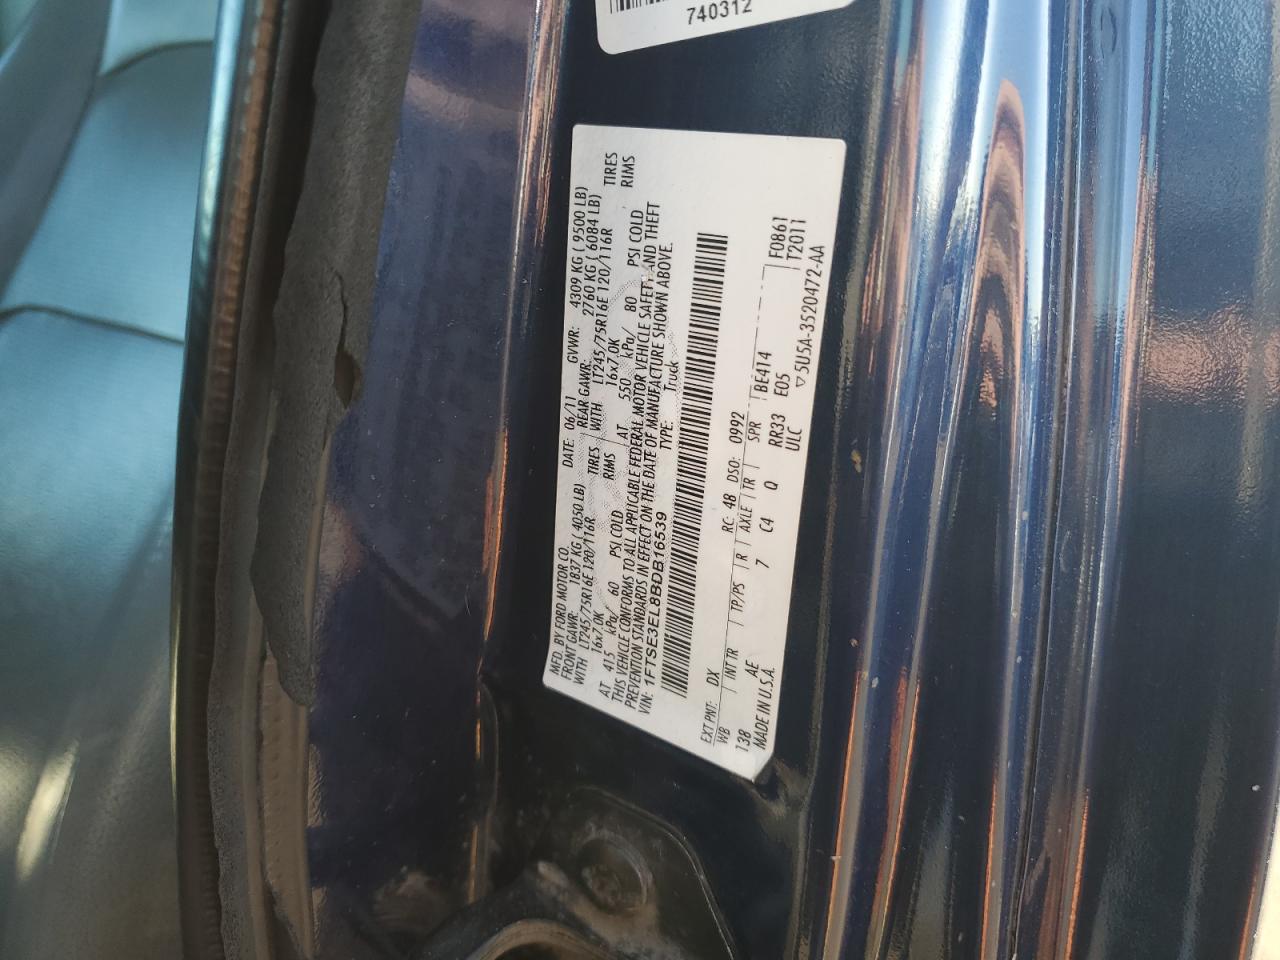 740312
MFD. BY FORD MOTOR CO.
DATE: 06/11 GVWR: 4309 KG ( 9500 LB)
FRONT GAWR: 1837 KG ( 4050 LB) REAR GAWR: 2760 KG ( 6084 LB)
WITH LT245/75R16E 120/116R TIRES WITH LT245/75R16E 120/116R TIRES
16x7.0K RIMS 16x7.0K RIMS
AT 415 kPa/ 60 PSI COLD AT 550 kPa/ 80 PSI COLD
THIS VEHICLE CONFORMS TO ALL APPLICABLE FEDERAL MOTOR VEHICLE SAFETY AND THEFT
PREVENTION STANDARDS IN EFFECT ON THE DATE OF MANUFACTURE SHOWN ABOVE.
VIN: 1FTSE3EL8BDB16539 TYPE: Truck
EXT PNT: DX RC: 48 DSO: 0992
WB INT TR TP/PS R AXLE TR SPR BE414 F0861
138 AE 7 C4 Q RR33 E05 T2011
MADE IN U.S.A. ULC ▽5U5A-3520472-AA